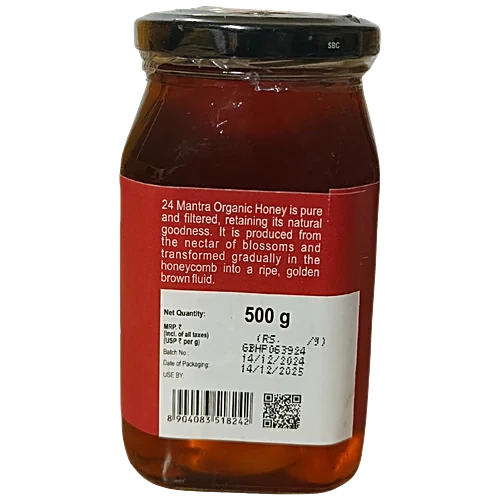 SBC
24 Mantra Organic Honey is pure
and filtered, retaining its natural
goodness. It is produced from
the nectar of blossoms and
transformed gradually in the
honeycomb into a ripe, golden
brown fluid.
Net Quantity: 500 g
MRP. ₹
(Incl. of all taxes)
(USP ₹ per g) (RS. /g)
Batch No.: GBHP063924
Date of Packaging: 14/12/2024
USE BY: 14/12/2025
8 904083 518242